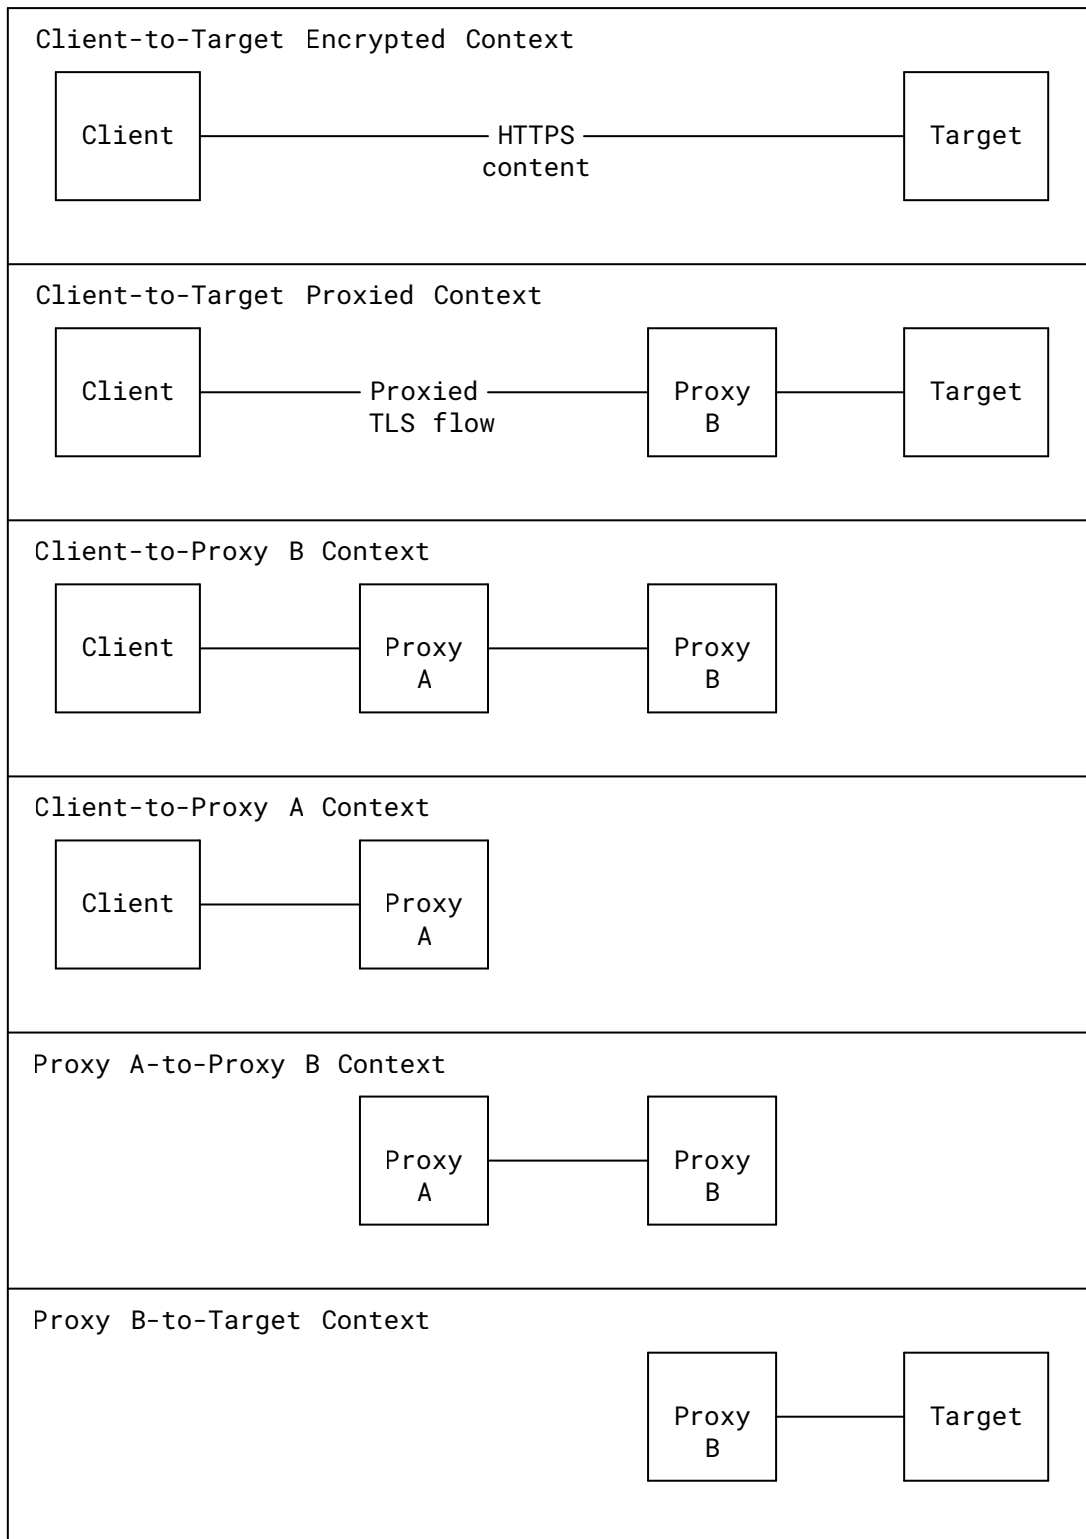 Client-to-Target Encrypted Context
Client HTTPS Target
content
Client-to-Target Proxied Context
Client Proxied Proxy Target
TLS flow B
Client-to-Proxy B Context
Client Proxy Proxy
A B
Client-to-Proxy A Context
Client Proxy
A
Proxy A-to-Proxy B Context
Proxy Proxy
A B
Proxy B-to-Target Context
Proxy Target
B